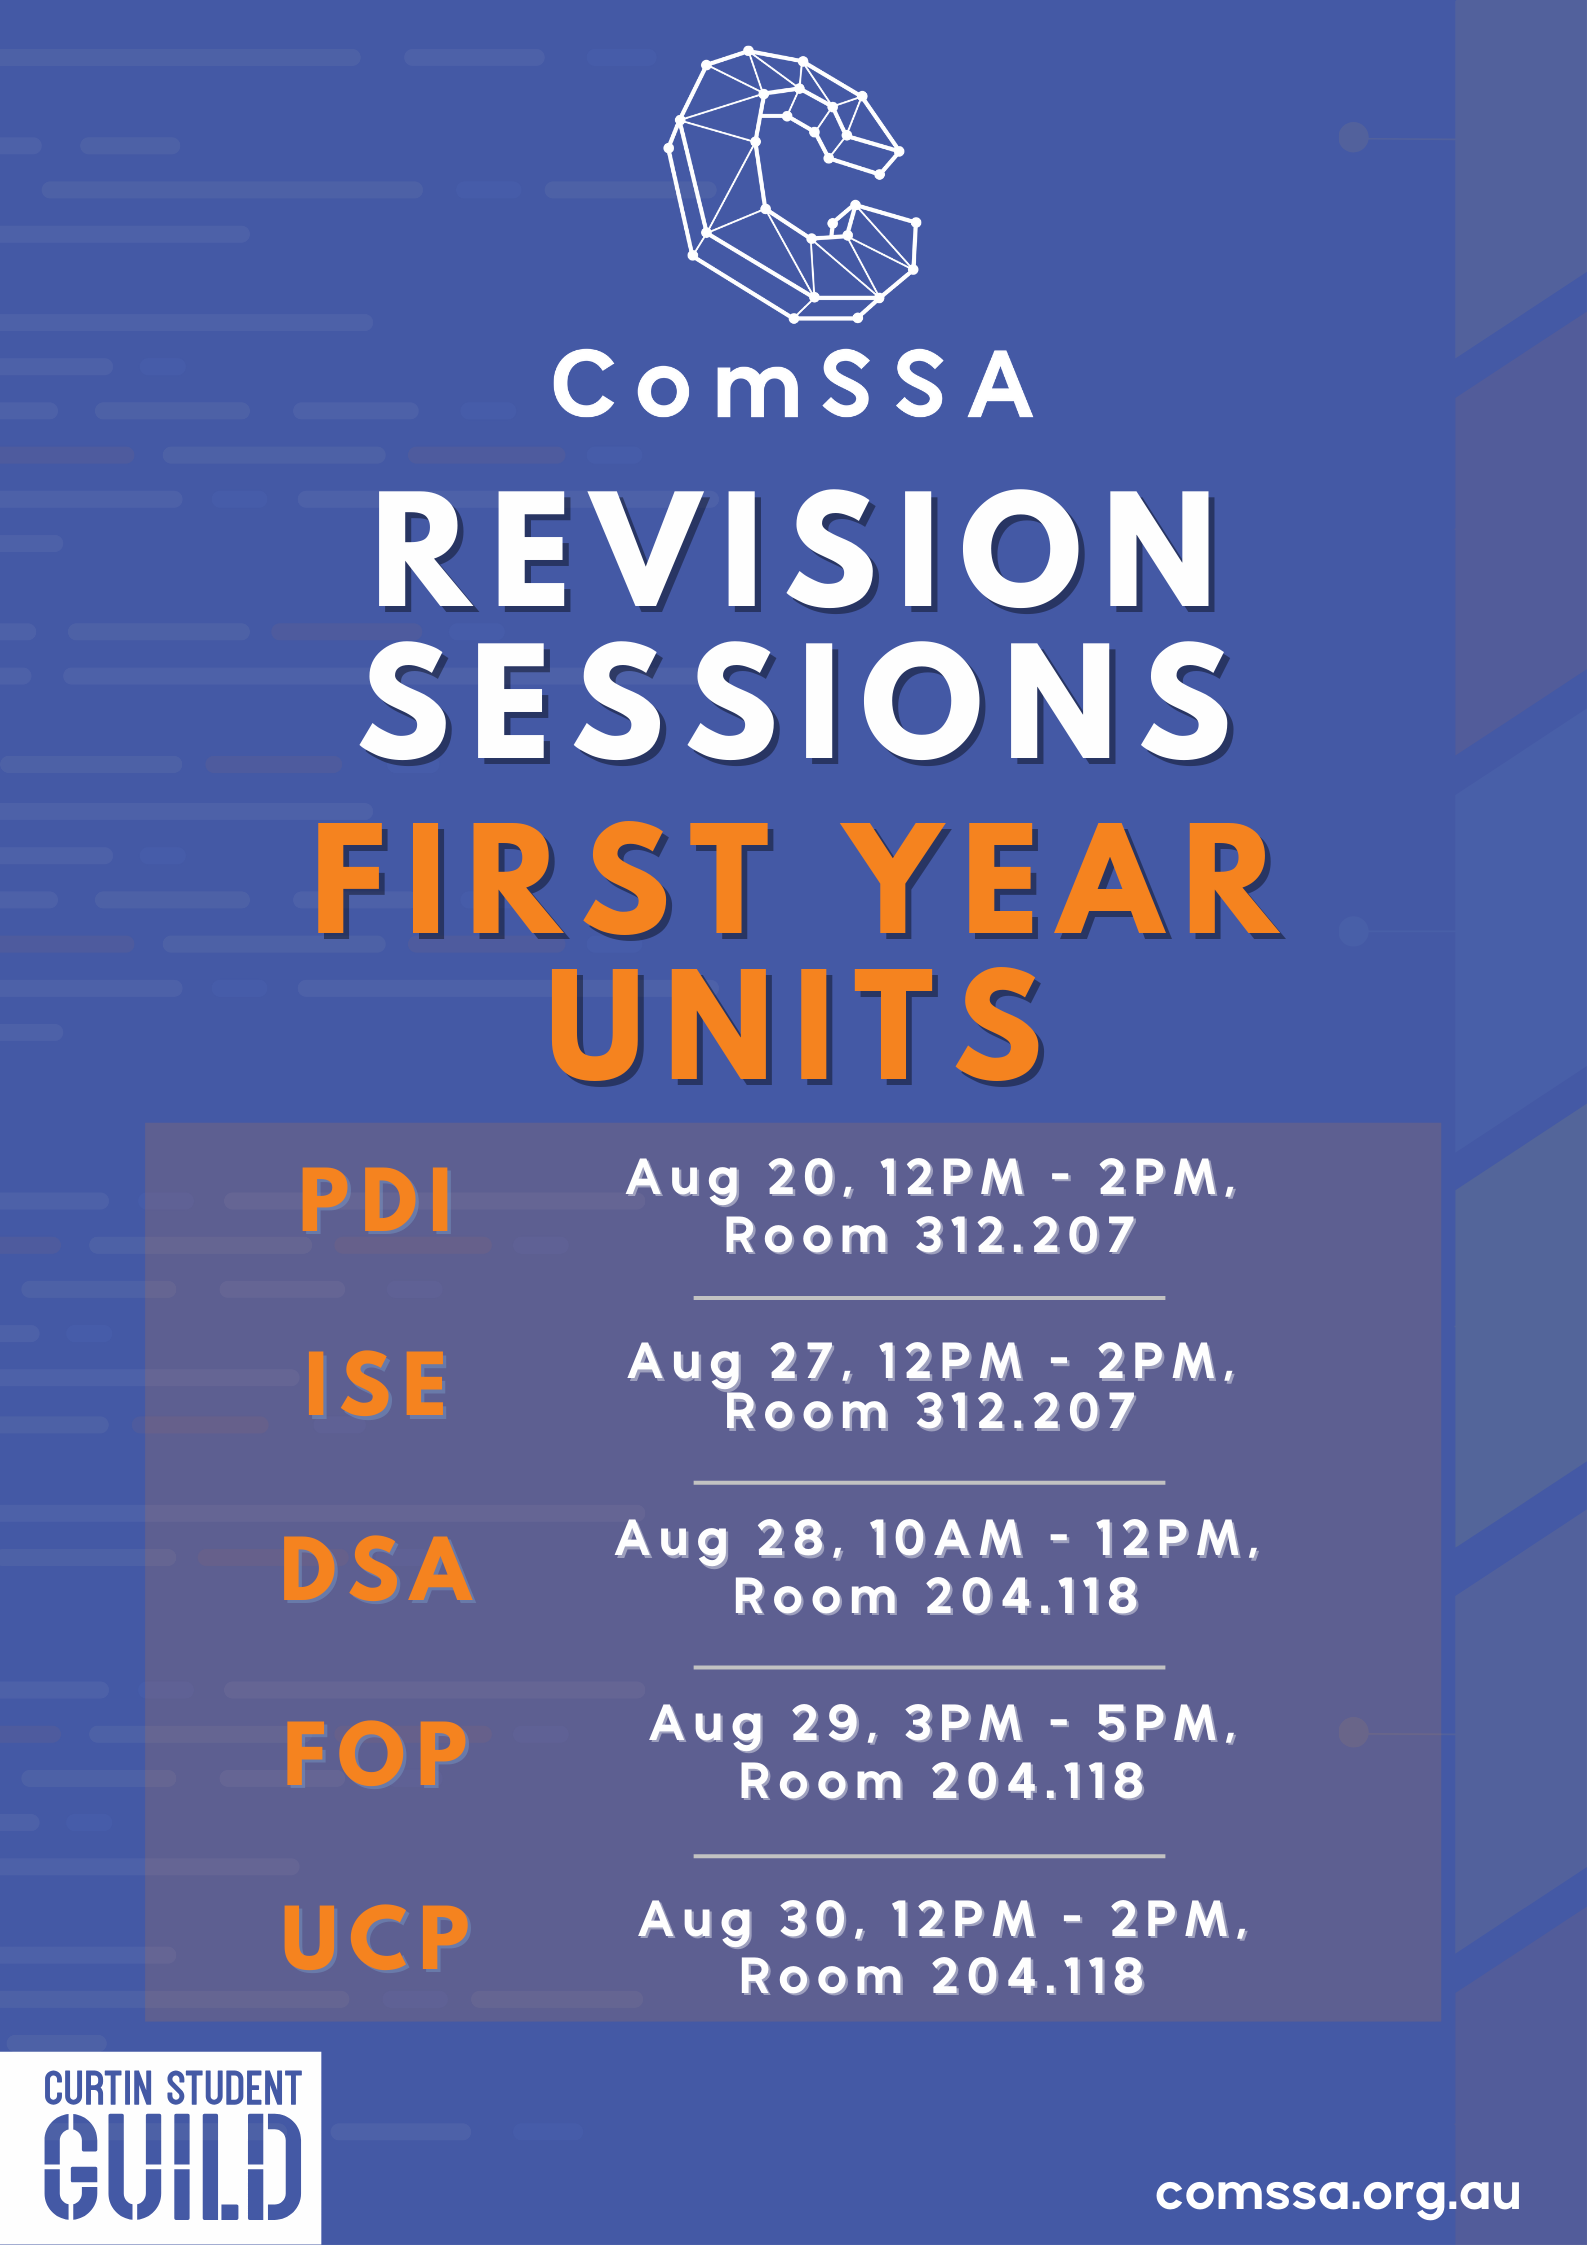 ComSSA
REVISION
SESSIONS
FIRST YEAR
UNITS
PDI
Aug 20, 12PM - 2PM,
Room 312.207
ISE
Aug 27, 12PM - 2PM,
Room 312.207
DSA
Aug 28, 10AM - 12PM,
Room 204.118
FOP
Aug 29, 3PM - 5PM,
Room 204.118
UCP
Aug 30, 12PM - 2PM,
Room 204.118
CURTIN STUDENT
GUILD
comssa.org.au